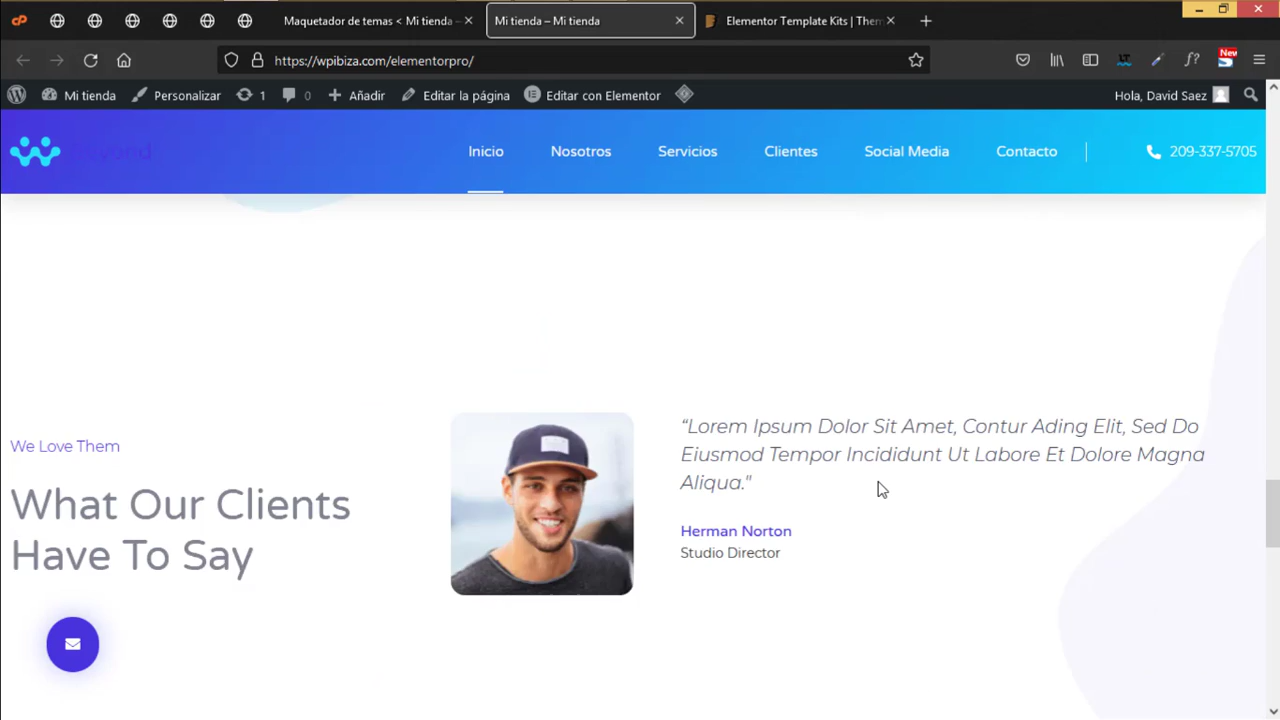 Maquetador de temas < Mi tienda –
Mi tienda – Mi tienda
Elementor Template Kits | Them
https://wpibiza.com/elementorpro/
New
Mi tienda
Personalizar
1
0
Añadir
Editar la página
Editar con Elementor
Hola, David Saez
Inicio
Nosotros
Servicios
Clientes
Social Media
Contacto
209-337-5705
We Love Them
What Our Clients
Have To Say
“Lorem Ipsum Dolor Sit Amet, Contur Ading Elit, Sed Do
Eiusmod Tempor Incididunt Ut Labore Et Dolore Magna
Aliqua."
Herman Norton
Studio Director